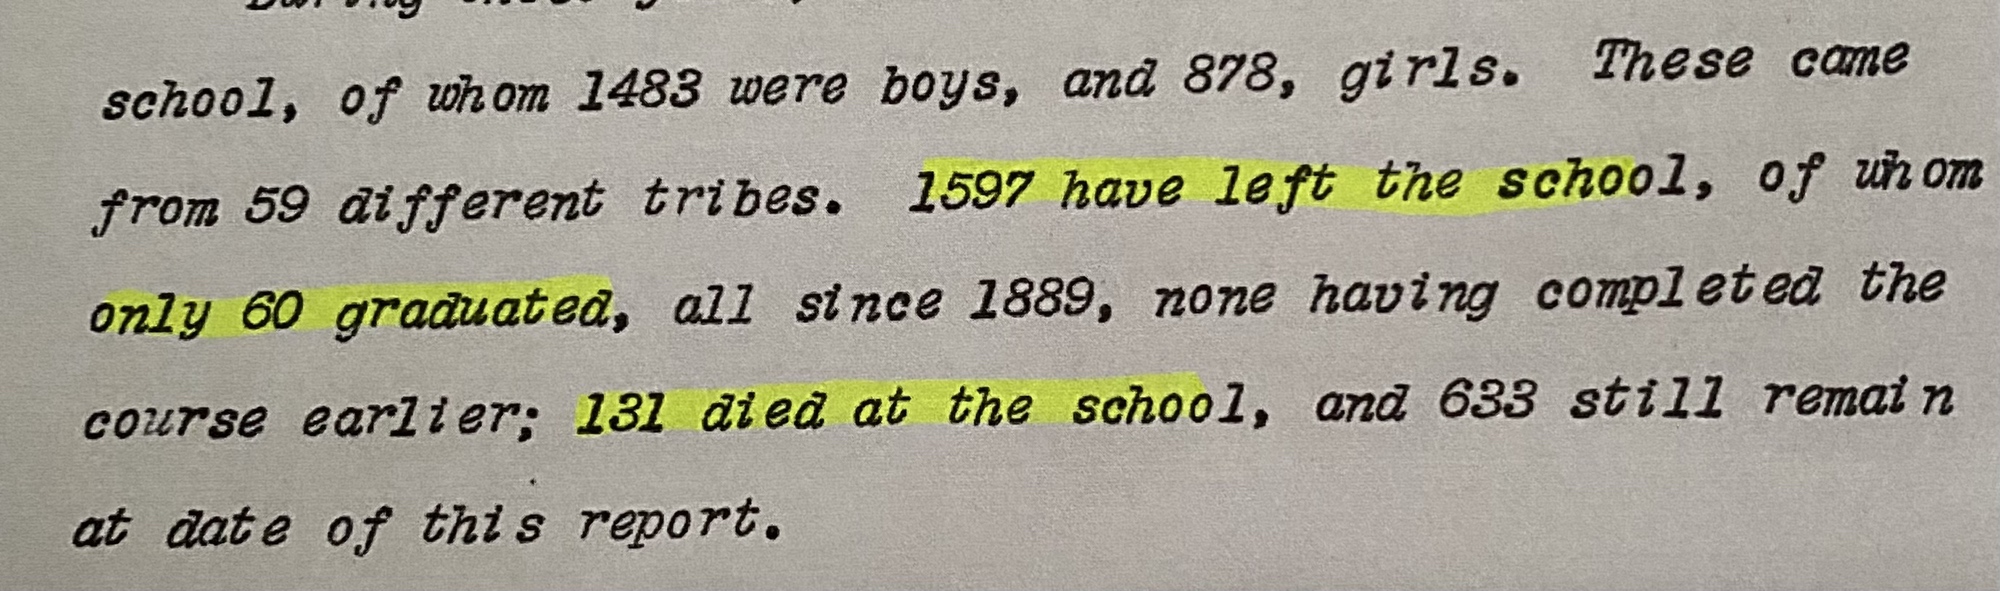 school, of whom 1483 were boys, and 878, girls. These came
from 59 different tribes. 1597 have left the school, of whom
only 60 graduated, all since 1889, none having completed the
course earlier; 131 died at the school, and 633 still remain
at date of this report.